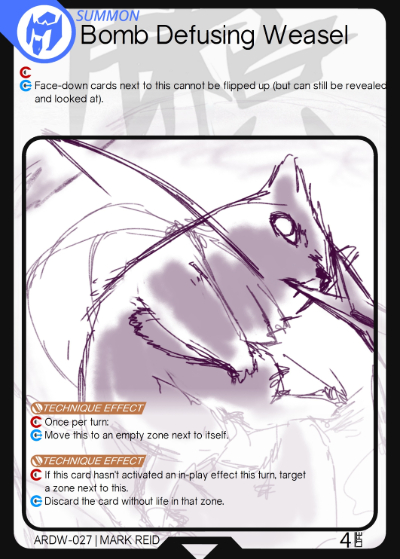 SUMMON
Bomb Defusing Weasel
C
C Face-down cards next to this cannot be flipped up (but can still be revealed
and looked at).
TECHNIQUE EFFECT
C Once per turn:
C Move this to an empty zone next to itself.
TECHNIQUE EFFECT
C If this card hasn't activated an in-play effect this turn, target
a zone next to this.
C Discard the card without life in that zone.
ARDW-027 | MARK REID
4 LIFE